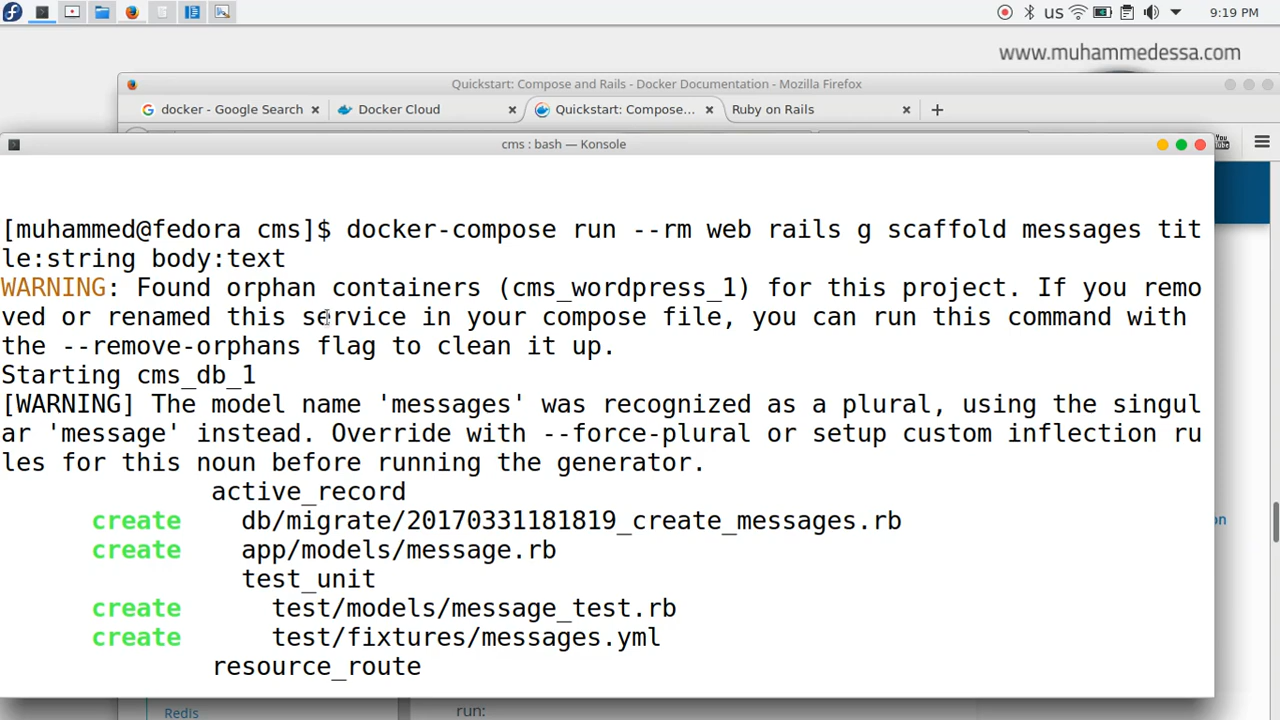 us
9:19 PM
www.muhammedessa.com
Quickstart: Compose and Rails - Docker Documentation - Mozilla Firefox
docker - Google Search
Docker Cloud
Quickstart: Compose...
Ruby on Rails
cms : bash — Konsole
You
Tube
[muhammed@fedora cms]$ docker-compose run --rm web rails g scaffold messages tit
le:string body:text
WARNING: Found orphan containers (cms_wordpress_1) for this project. If you remo
ved or renamed this service in your compose file, you can run this command with
the --remove-orphans flag to clean it up.
Starting cms_db_1
[WARNING] The model name 'messages' was recognized as a plural, using the singul
ar 'message' instead. Override with --force-plural or setup custom inflection ru
les for this noun before running the generator.
active_record
create db/migrate/20170331181819_create_messages.rb
on
create app/models/message.rb
test_unit
create test/models/message_test.rb
create test/fixtures/messages.yml
resource_route
Redis
run: